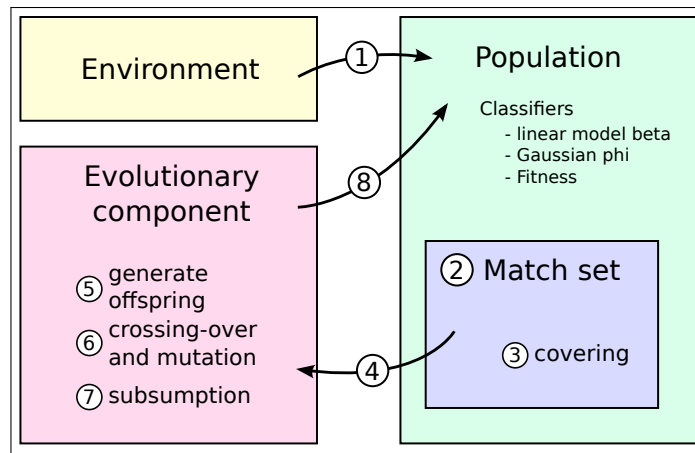 Environment
1
Population
Classifiers
- linear model beta
- Gaussian phi
- Fitness
Evolutionary
component
8
5 generate
offspring
6 crossing-over
and mutation
7 subsumption
2 Match set
3 covering
4